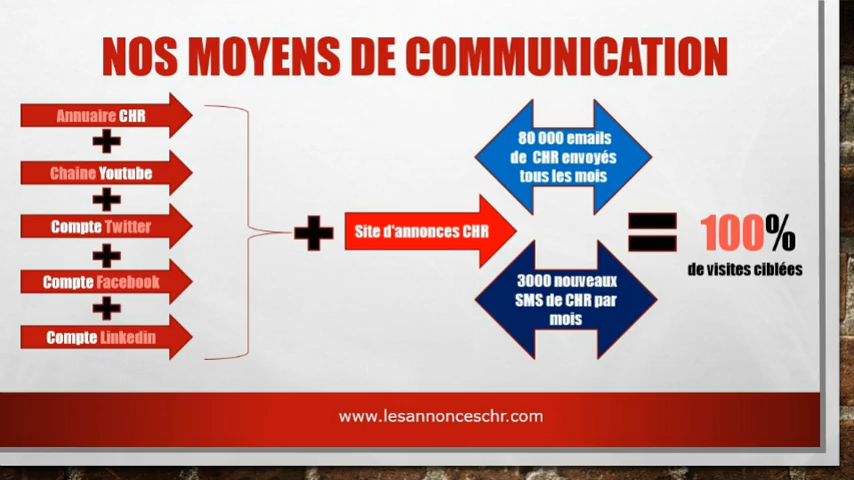 NOS MOYENS DE COMMUNICATION
Annuaire CHR
Chaine Youtube
Compte Twitter
Compte Facebook
Compte Linkedin
Site d'annonces CHR
80 000 emails
de CHR envoyés
tous les mois
3000 nouveaux
SMS de CHR par
mois
100%
de visites ciblées
www.lesannonceschr.com